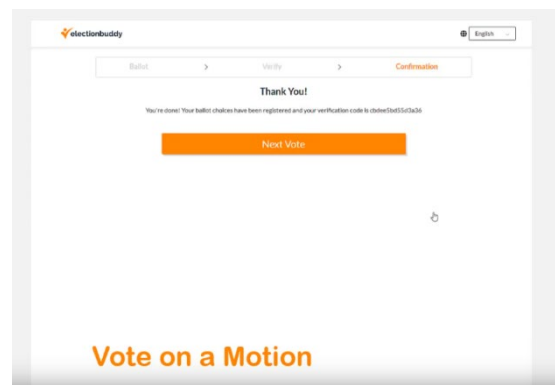 electionbuddy
English
Ballot > Verify > Confirmation
Thank You!
You're done! Your ballot choices have been registered and your verification code is
Next Vote
Vote on a Motion